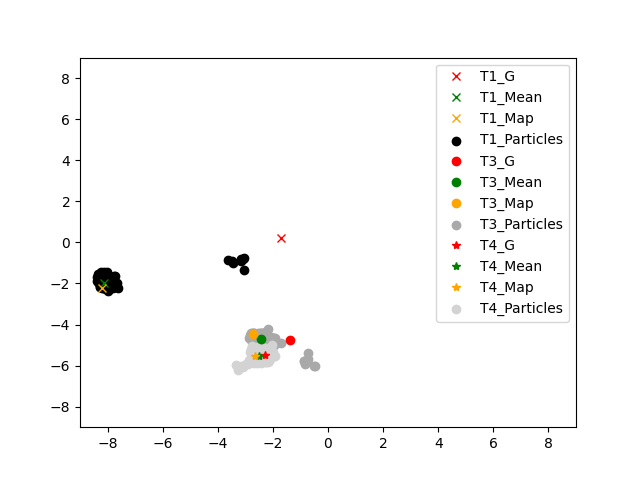 8
6
4
2
0
−2
−4
−6
−8
−8 −6 −4 −2 0 2 4 6 8
T1_G
T1_Mean
T1_Map
T1_Particles
T3_G
T3_Mean
T3_Map
T3_Particles
T4_G
T4_Mean
T4_Map
T4_Particles